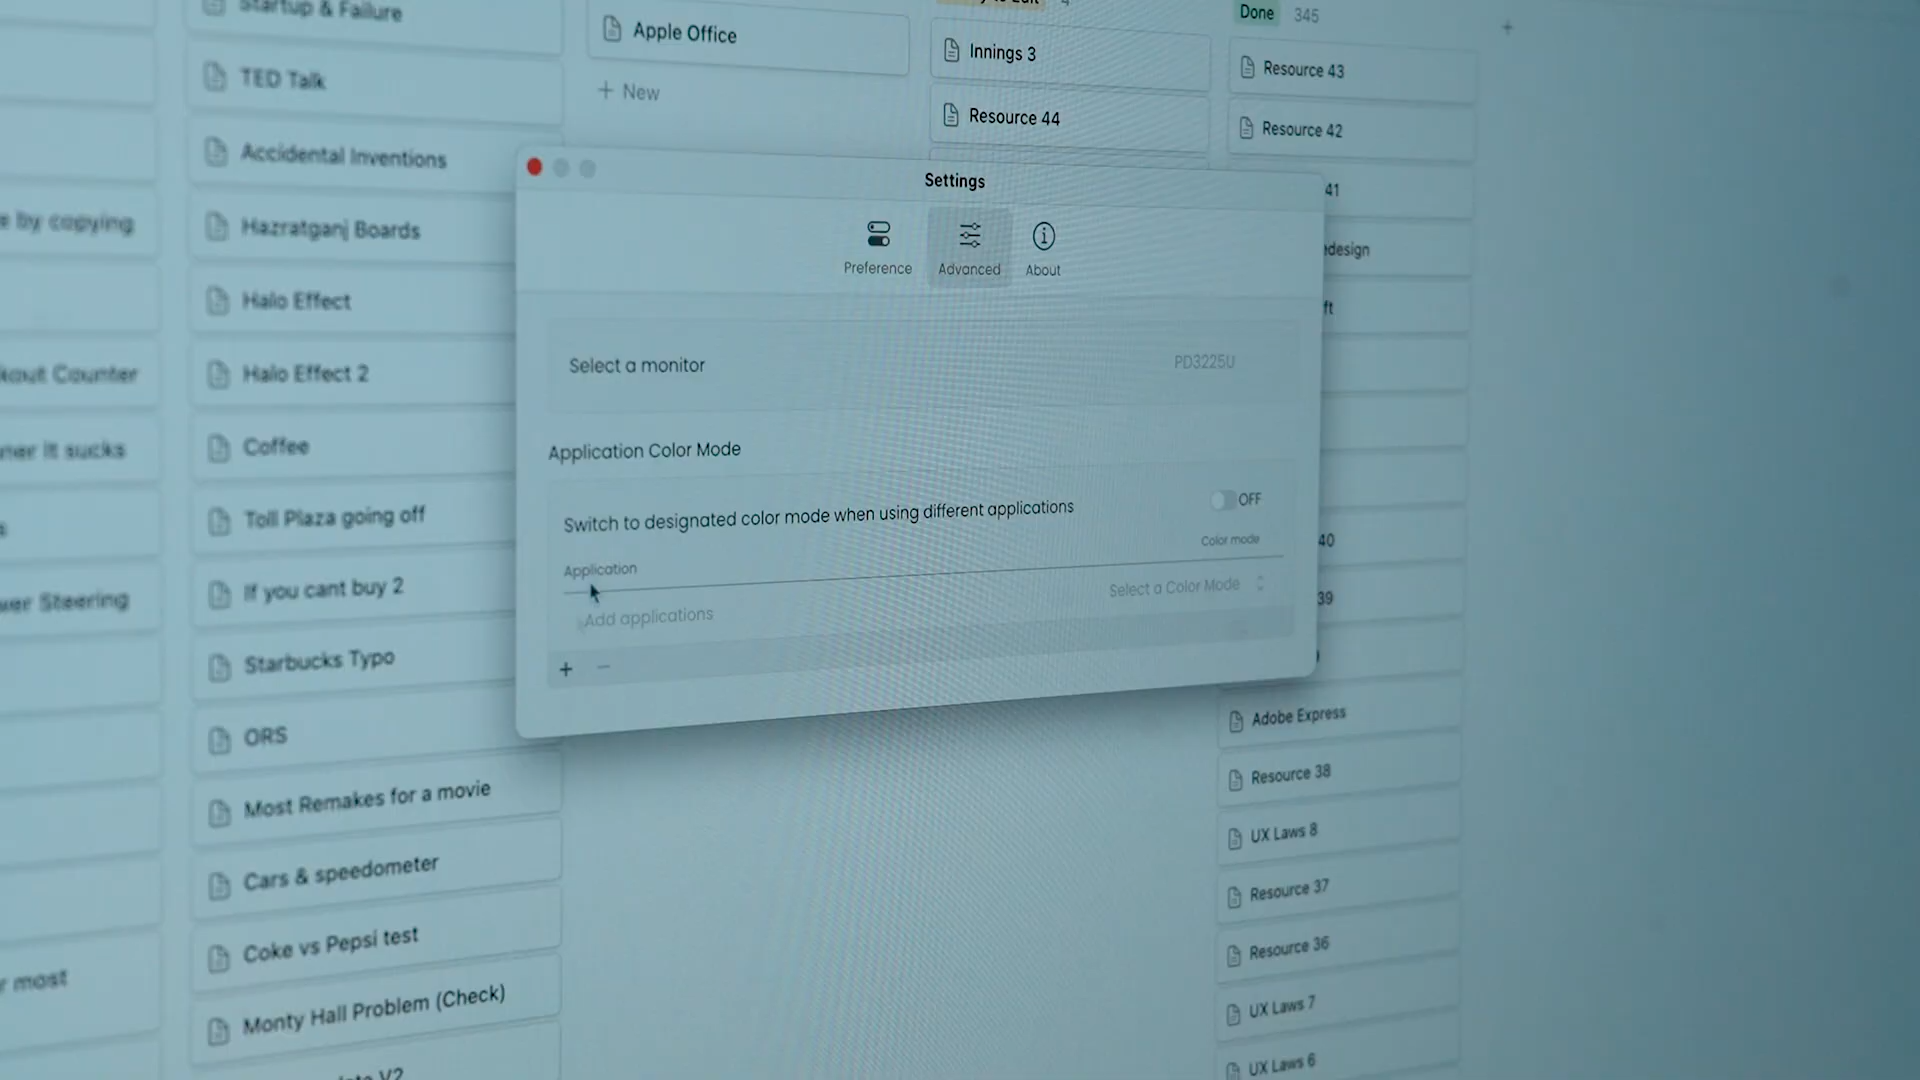 Startup & Failure
TED Talk
Accidental Inventions
Hazratganj Boards
Halo Effect
Halo Effect 2
Coffee
Toll Plaza going off
If you cant buy 2
Starbucks Typo
ORS
Most Remakes for a movie
Cars & speedometer
Coke vs Pepsi test
Monty Hall Problem (Check)
V2
by copying
Counter
it sucks
Steering
most
Apple Office
+ New
to Edit 4
Innings 3
Resource 44
Done 345
+
Resource 43
Resource 42
41
design
ft
40
39
Adobe Express
Resource 38
UX Laws 8
Resource 37
Resource 36
UX Laws 7
UX Laws 6
Settings
Preference
Advanced
About
Select a monitor
PD3225U
Application Color Mode
Switch to designated color mode when using different applications
OFF
Application
Color mode
Add applications
Select a Color Mode
+ −